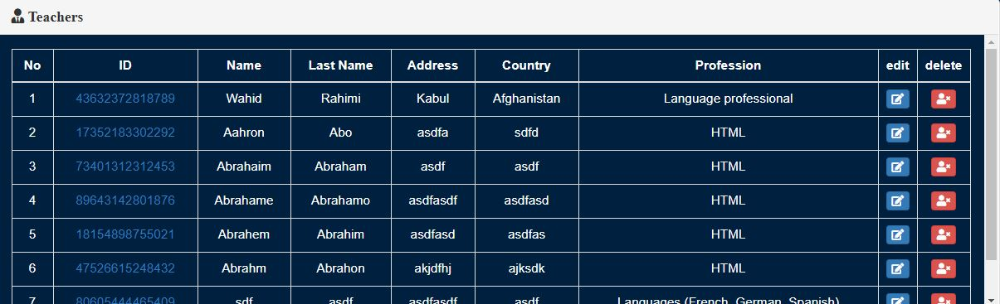 Teachers
No ID Name Last Name Address Country Profession edit delete
1 43632372818789 Wahid Rahimi Kabul Afghanistan Language professional
2 17352183302292 Aahron Abo asdfa sdfd HTML
3 73401312312453 Abrahaim Abraham asdf asdf HTML
4 89643142801876 Abrahame Abrahamo asdfasdf asdfasd HTML
5 18154898755021 Abrahem Abrahim asdfasd asdfas HTML
6 47526615248432 Abrahm Abrahon akjdfhj ajksdk HTML
7 80605444465409 sdf asdf asdfasdf asdf Languages (French, German, Spanish)